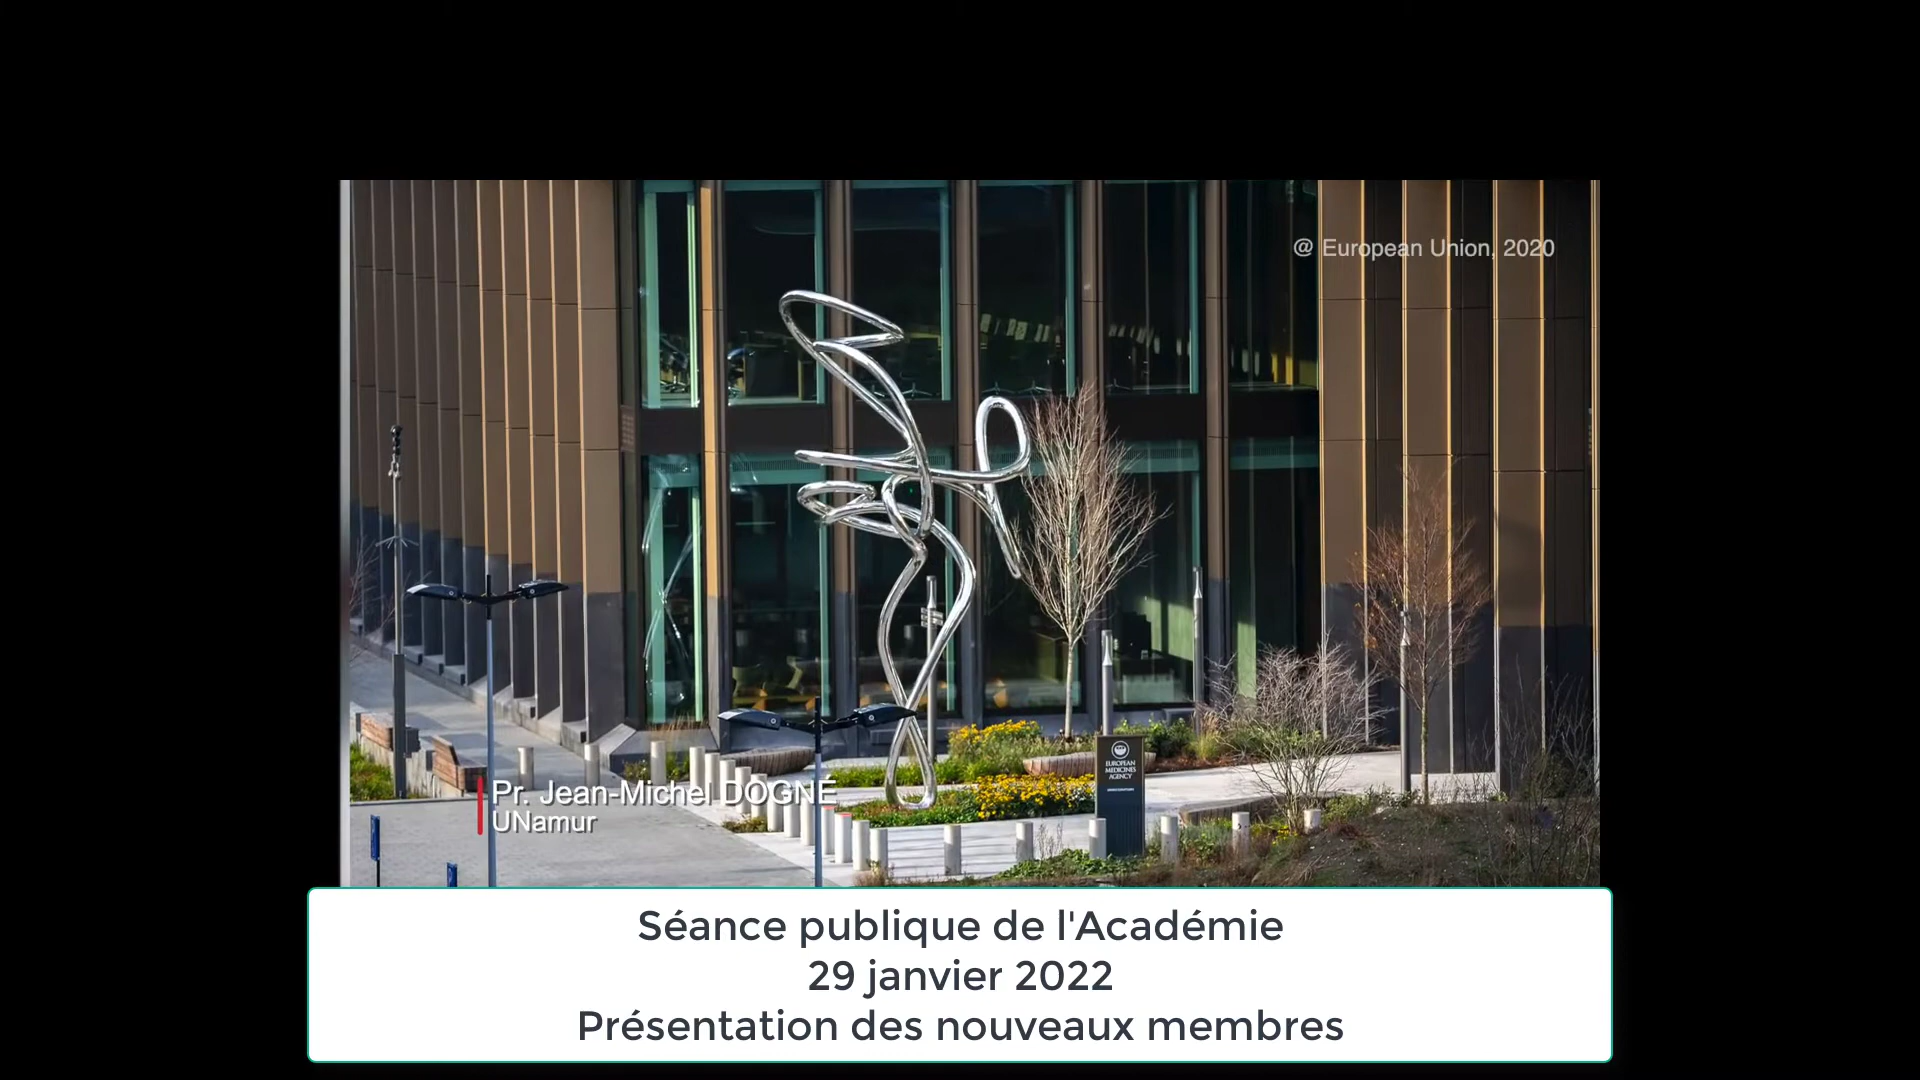 @ European Union, 2020
EUROPEAN
MEDICINES
AGENCY
Pr. Jean-Michel DOGNÉ
UNamur
Séance publique de l'Académie
29 janvier 2022
Présentation des nouveaux membres